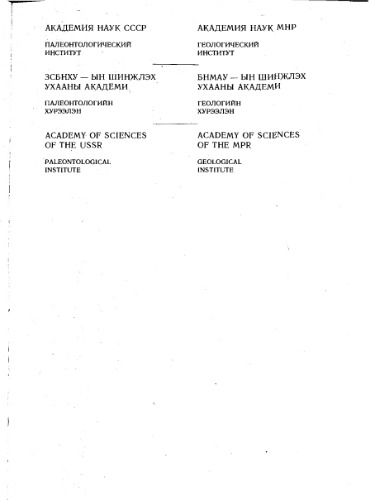 АКАДЕМИЯ НАУК СССР
ПАЛЕОНТОЛОГИЧЕСКИЙ
ИНСТИТУТ
АКАДЕМИЯ НАУК МНР
ГЕОЛОГИЧЕСКИЙ
ИНСТИТУТ
ЗСБНХУ — ЫН ШИНЖЛЭХ
УХААНЫ АКАДЕМИ
ПАЛЕОНТОЛОГИЙН
ХҮРЭЭЛЭН
БНМАУ — ЫН ШИНЖЛЭХ
УХААНЫ АКАДЕМИ
ГЕОЛОГИЙН
ХҮРЭЭЛЭН
ACADEMY OF SCIENCES
OF THE USSR
PALEONTOLOGICAL
INSTITUTE
ACADEMY OF SCIENCES
OF THE MPR
GEOLOGICAL
INSTITUTE